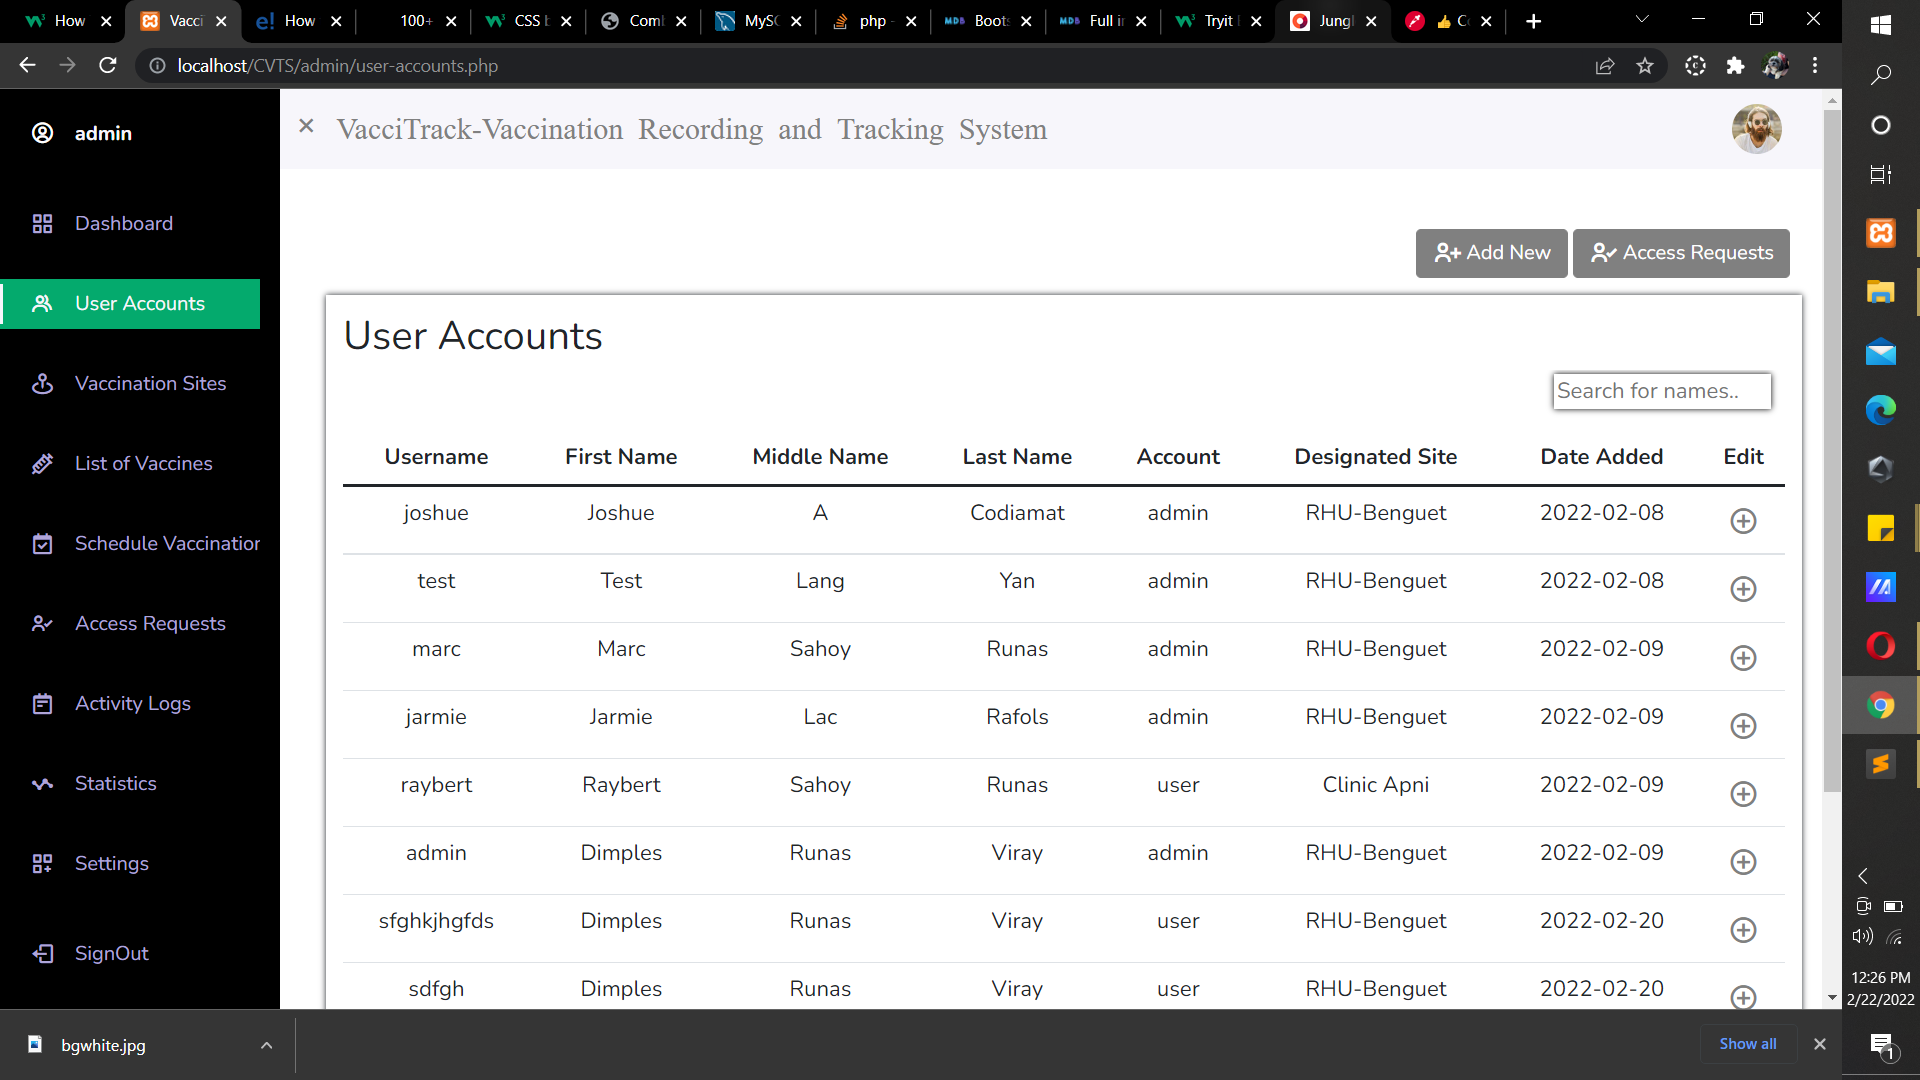 How
Vacci
How
100+
CSS b
Comb
MySQ
php -
Boots
Full in
Tryit E
Jungl
👍 Co
localhost/CVTS/admin/user-accounts.php
admin
VacciTrack-Vaccination Recording and Tracking System
Dashboard
User Accounts
Vaccination Sites
List of Vaccines
Schedule Vaccination
Access Requests
Activity Logs
Statistics
Settings
SignOut
Add New
Access Requests
User Accounts
Search for names..
Username First Name Middle Name Last Name Account Designated Site Date Added Edit
joshue Joshue A Codiamat admin RHU-Benguet 2022-02-08
test Test Lang Yan admin RHU-Benguet 2022-02-08
marc Marc Sahoy Runas admin RHU-Benguet 2022-02-09
jarmie Jarmie Lac Rafols admin RHU-Benguet 2022-02-09
raybert Raybert Sahoy Runas user Clinic Apni 2022-02-09
admin Dimples Runas Viray admin RHU-Benguet 2022-02-09
sfghkjhgfds Dimples Runas Viray user RHU-Benguet 2022-02-20
sdfgh Dimples Runas Viray user RHU-Benguet 2022-02-20
bgwhite.jpg
Show all
12:26 PM
2/22/2022
1